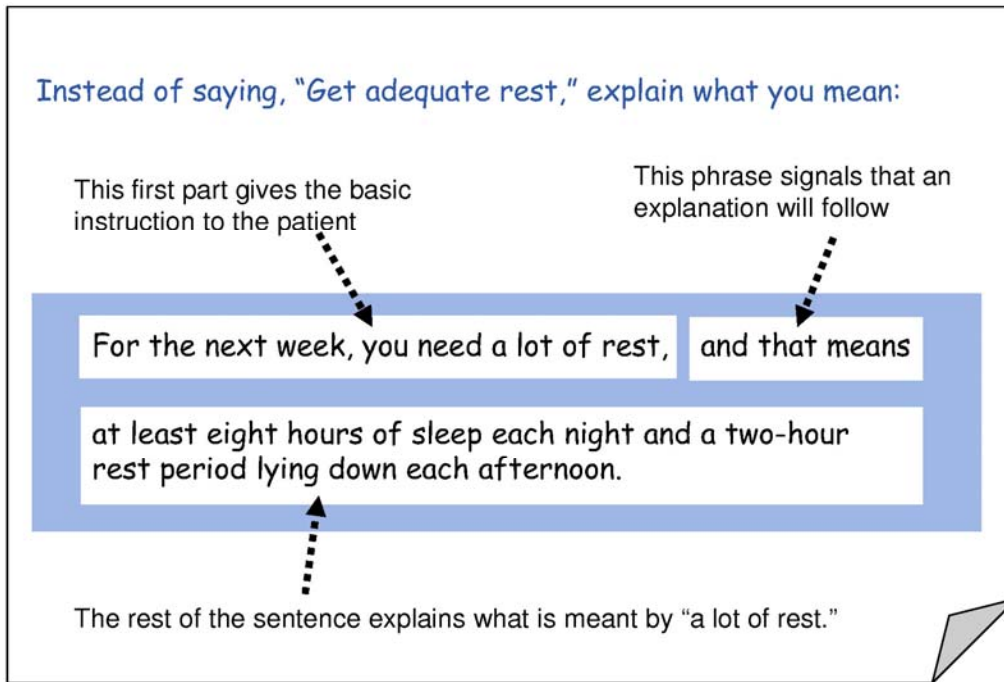 Instead of saying, “Get adequate rest,” explain what you mean:
This first part gives the basic
instruction to the patient
This phrase signals that an
explanation will follow
For the next week, you need a lot of rest,
and that means
at least eight hours of sleep each night and a two-hour
rest period lying down each afternoon.
The rest of the sentence explains what is meant by “a lot of rest.”